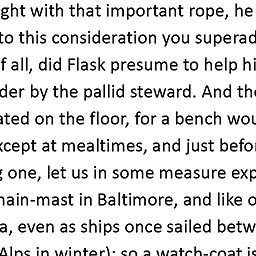 ght with that important rope, he
to this consideration you superad
f all, did Flask presume to help hi
der by the pallid steward. And the
ated on the floor, for a bench wou
xcept at mealtimes, and just befor
g one, let us in some measure exp
main-mast in Baltimore, and like o
a, even as ships once sailed betw
Alps in winter); so a watch-coat is